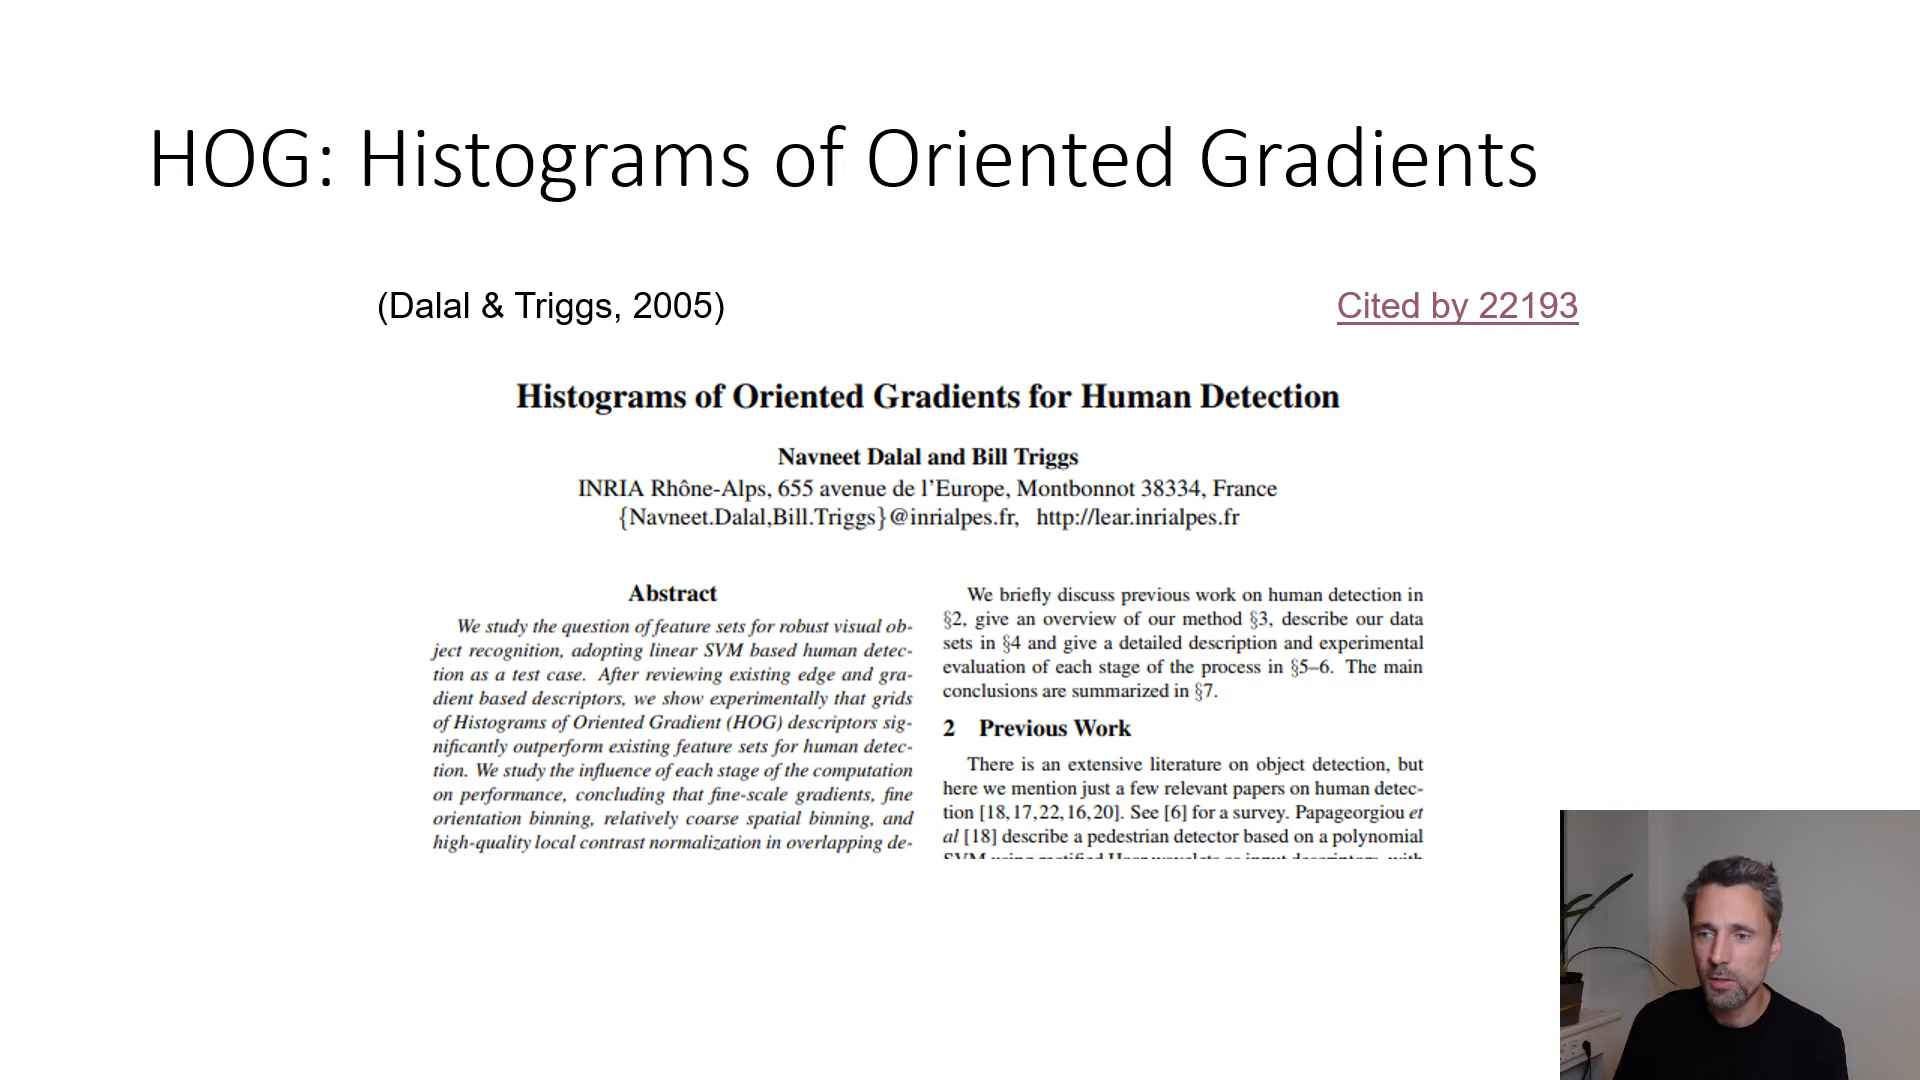 HOG: Histograms of Oriented Gradients
(Dalal & Triggs, 2005)
Cited by 22193
Histograms of Oriented Gradients for Human Detection
Navneet Dalal and Bill Triggs
INRIA Rhône-Alps, 655 avenue de l'Europe, Montbonnot 38334, France
{Navneet.Dalal,Bill.Triggs}@inrialpes.fr, http://lear.inrialpes.fr
Abstract
We study the question of feature sets for robust visual ob-
ject recognition, adopting linear SVM based human detec-
tion as a test case. After reviewing existing edge and gra-
dient based descriptors, we show experimentally that grids
of Histograms of Oriented Gradient (HOG) descriptors sig-
nificantly outperform existing feature sets for human detec-
tion. We study the influence of each stage of the computation
on performance, concluding that fine-scale gradients, fine
orientation binning, relatively coarse spatial binning, and
high-quality local contrast normalization in overlapping de-
We briefly discuss previous work on human detection in
§2, give an overview of our method §3, describe our data
sets in §4 and give a detailed description and experimental
evaluation of each stage of the process in §5–6. The main
conclusions are summarized in §7.
2 Previous Work
There is an extensive literature on object detection, but
here we mention just a few relevant papers on human detec-
tion [18,17,22,16,20]. See [6] for a survey. Papageorgiou et
al [18] describe a pedestrian detector based on a polynomial